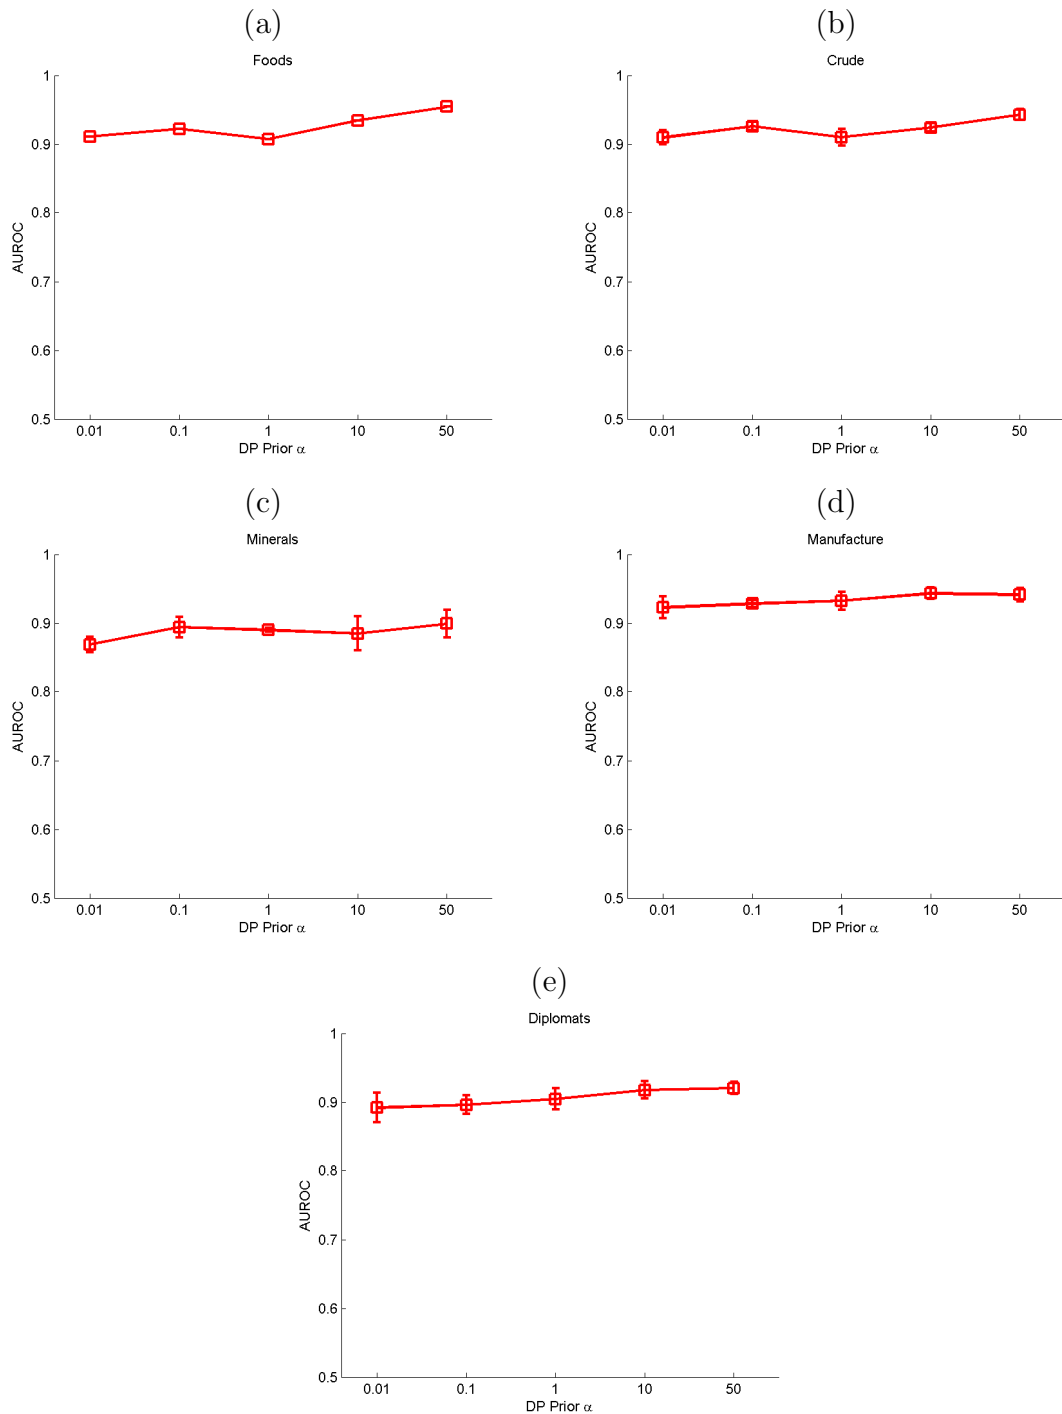 (a)
Foods
1
0.9
0.8
0.7
0.6
0.5
AUROC
0.01 0.1 1 10 50
DP Prior α
(b)
Crude
1
0.9
0.8
0.7
0.6
0.5
AUROC
0.01 0.1 1 10 50
DP Prior α
(c)
Minerals
1
0.9
0.8
0.7
0.6
0.5
AUROC
0.01 0.1 1 10 50
DP Prior α
(d)
Manufacture
1
0.9
0.8
0.7
0.6
0.5
AUROC
0.01 0.1 1 10 50
DP Prior α
(e)
Diplomats
1
0.9
0.8
0.7
0.6
0.5
AUROC
0.01 0.1 1 10 50
DP Prior α